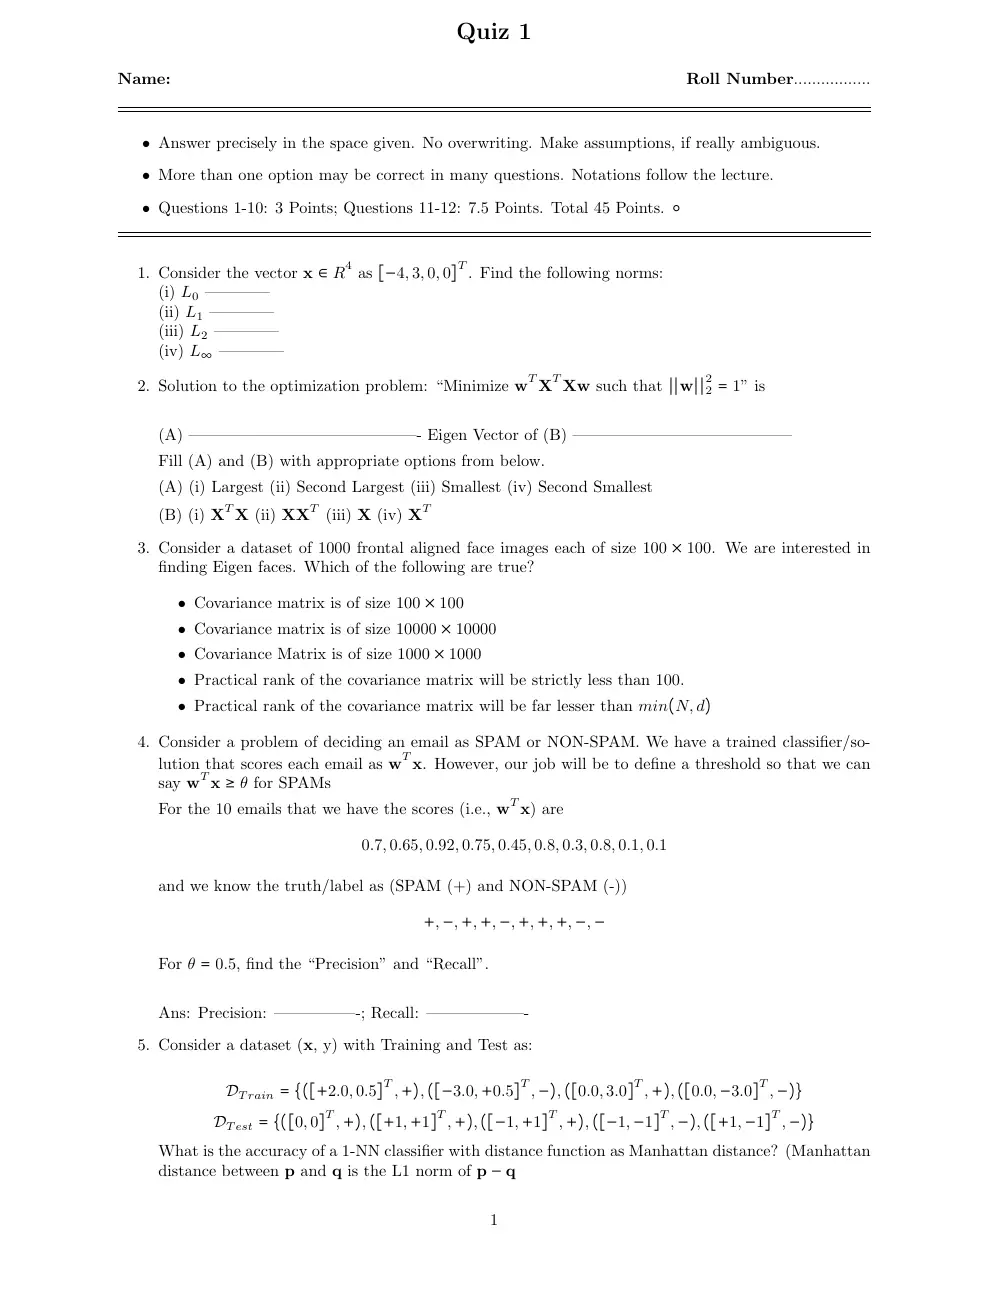 Quiz 1
Name: Roll Number.................
• Answer precisely in the space given. No overwriting. Make assumptions, if really ambiguous.
• More than one option may be correct in many questions. Notations follow the lecture.
• Questions 1-10: 3 Points; Questions 11-12: 7.5 Points. Total 45 Points. ∘
1. Consider the vector x ∈ R^4 as [−4, 3, 0, 0]^T. Find the following norms:
(i) L_0 ————
(ii) L_1 ————
(iii) L_2 ————
(iv) L_∞ ————
2. Solution to the optimization problem: “Minimize w^T X^T Xw such that ||w||_2^2 = 1” is
(A) ——————————————- Eigen Vector of (B) ——————————————
Fill (A) and (B) with appropriate options from below.
(A) (i) Largest (ii) Second Largest (iii) Smallest (iv) Second Smallest
(B) (i) X^T X (ii) XX^T (iii) X (iv) X^T
3. Consider a dataset of 1000 frontal aligned face images each of size 100 × 100. We are interested in
finding Eigen faces. Which of the following are true?
• Covariance matrix is of size 100 × 100
• Covariance matrix is of size 10000 × 10000
• Covariance Matrix is of size 1000 × 1000
• Practical rank of the covariance matrix will be strictly less than 100.
• Practical rank of the covariance matrix will be far lesser than min(N, d)
4. Consider a problem of deciding an email as SPAM or NON-SPAM. We have a trained classifier/so-
lution that scores each email as w^T x. However, our job will be to define a threshold so that we can
say w^T x ≥ θ for SPAMs
For the 10 emails that we have the scores (i.e., w^T x) are
0.7, 0.65, 0.92, 0.75, 0.45, 0.8, 0.3, 0.8, 0.1, 0.1
and we know the truth/label as (SPAM (+) and NON-SPAM (-))
+, −, +, +, −, +, +, +, −, −
For θ = 0.5, find the “Precision” and “Recall”.
Ans: Precision: —————-; Recall: ——————-
5. Consider a dataset (x, y) with Training and Test as:
𝒟_Train = {([+2.0, 0.5]^T, +), ([−3.0, +0.5]^T, −), ([0.0, 3.0]^T, +), ([0.0, −3.0]^T, −)}
𝒟_Test = {([0, 0]^T, +), ([+1, +1]^T, +), ([−1, +1]^T, +), ([−1, −1]^T, −), ([+1, −1]^T, −)}
What is the accuracy of a 1-NN classifier with distance function as Manhattan distance? (Manhattan
distance between p and q is the L1 norm of p − q
1